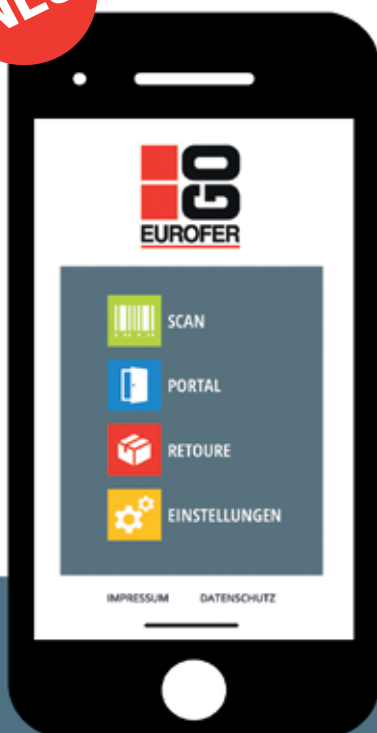 GO
EUROFER
SCAN
PORTAL
RETOURE
EINSTELLUNGEN
IMPRESSUM DATENSCHUTZ